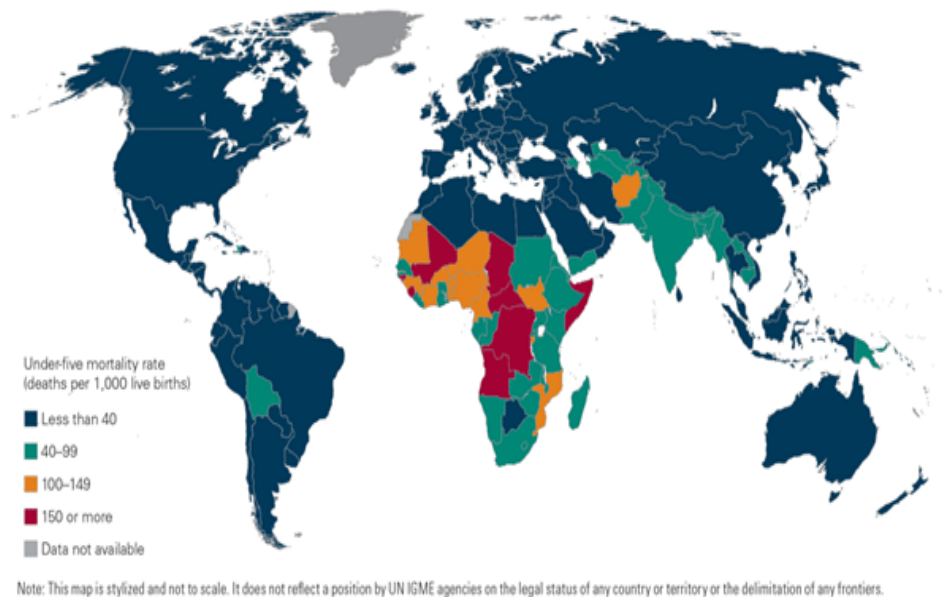 Under-five mortality rate
(deaths per 1,000 live births)
Less than 40
40–99
100–149
150 or more
Data not available
Note: This map is stylized and not to scale. It does not reflect a position by UN IGME agencies on the legal status of any country or territory or the delimitation of any frontiers.